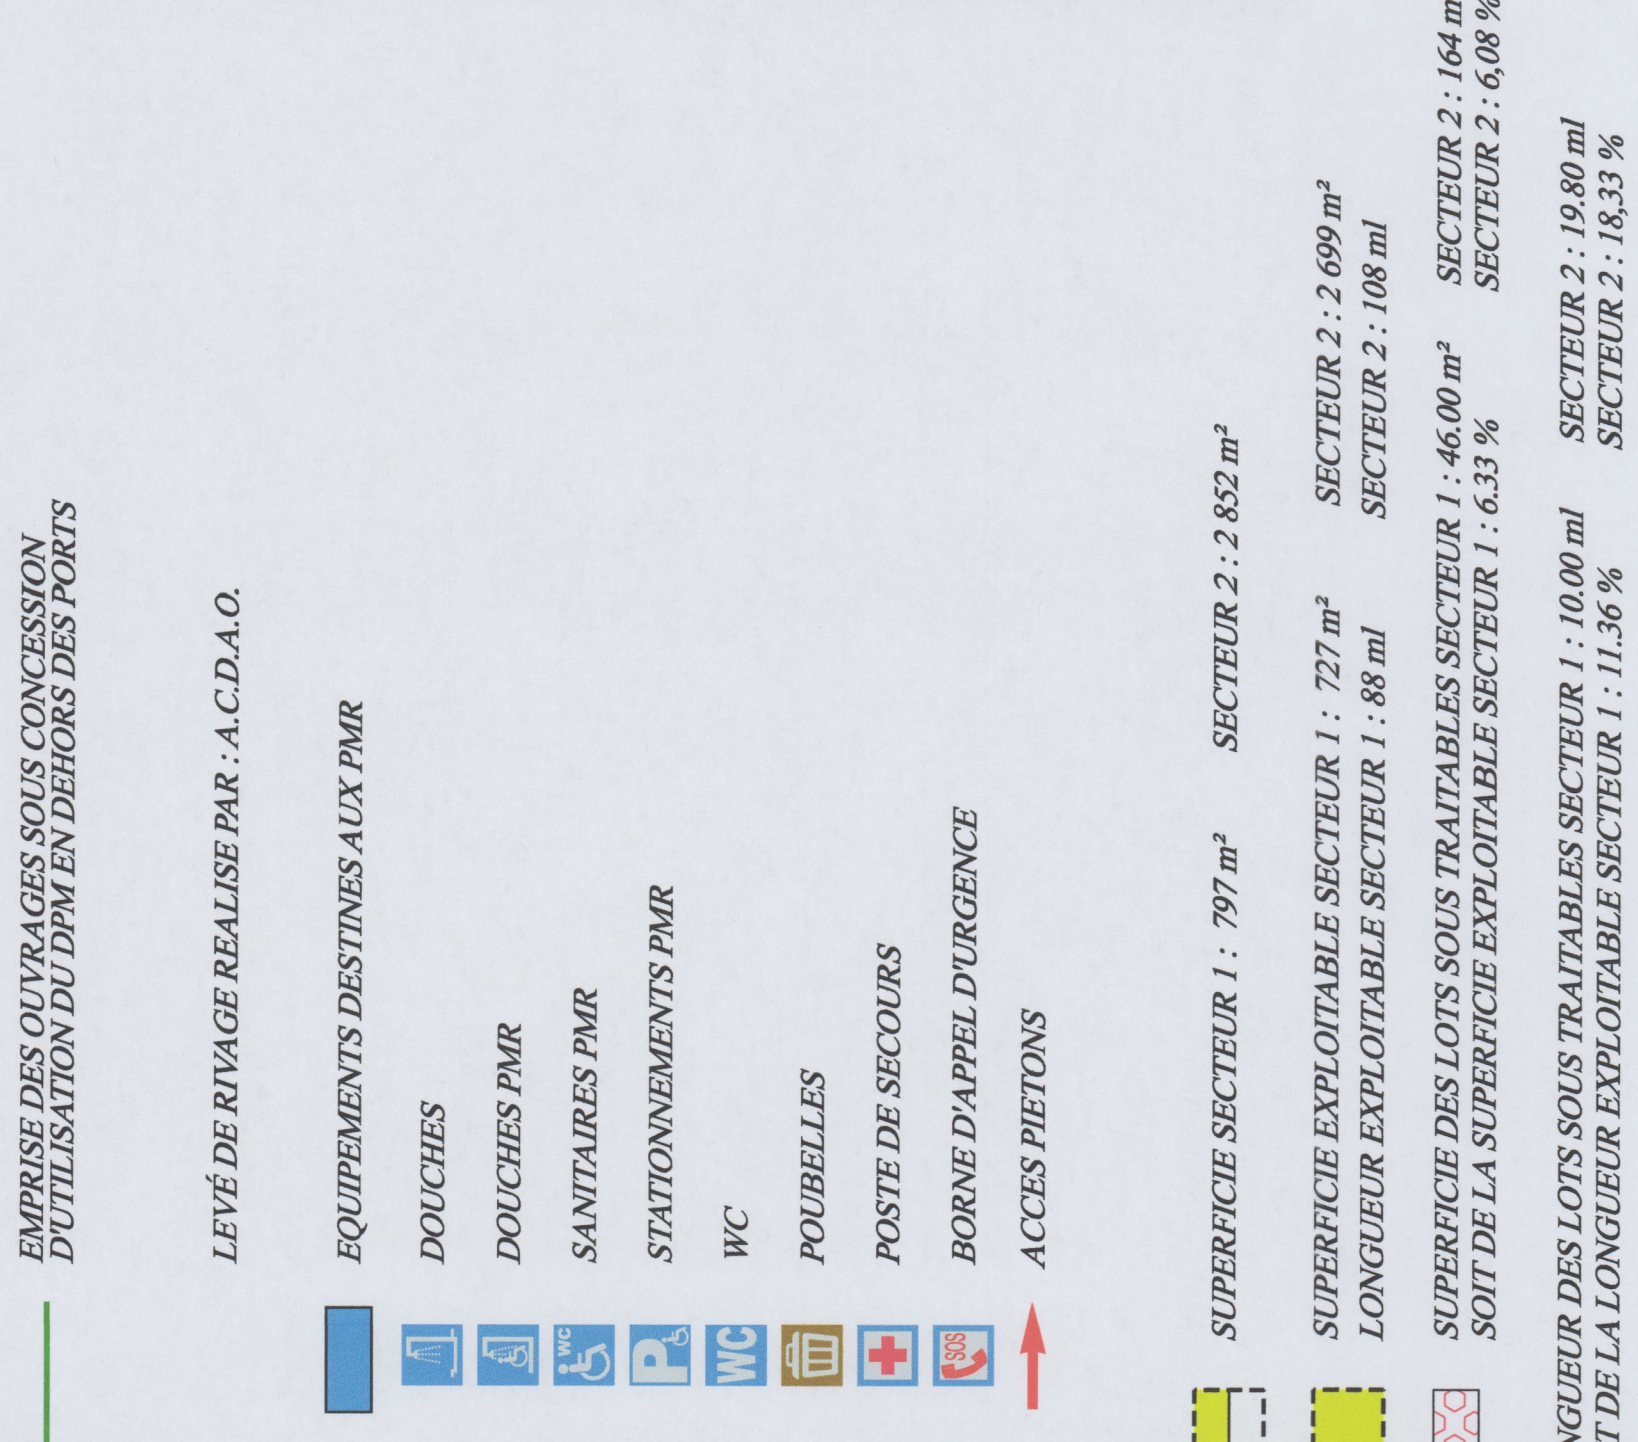 EMPRISE DES OUVRAGES SOUS CONCESSION
D'UTILISATION DU DPM EN DEHORS DES PORTS
LEVÉ DE RIVAGE REALISE PAR : A.C.D.A.O.
EQUIPEMENTS DESTINES AUX PMR
DOUCHES
DOUCHES PMR
WC SANITAIRES PMR
P STATIONNEMENTS PMR
WC WC
POUBELLES
POSTE DE SECOURS
SOS BORNE D'APPEL D'URGENCE
ACCES PIETONS
SUPERFICIE SECTEUR 1 : 797 m² SECTEUR 2 : 2 852 m²
SUPERFICIE EXPLOITABLE SECTEUR 1 : 727 m² SECTEUR 2 : 2 699 m²
LONGUEUR EXPLOITABLE SECTEUR 1 : 88 ml SECTEUR 2 : 108 ml
SUPERFICIE DES LOTS SOUS TRAITABLES SECTEUR 1 : 46.00 m² SECTEUR 2 : 164 m
SOIT DE LA SUPERFICIE EXPLOITABLE SECTEUR 1 : 6.33 % SECTEUR 2 : 6,08 %
NGUEUR DES LOTS SOUS TRAITABLES SECTEUR 1 : 10.00 ml SECTEUR 2 : 19.80 ml
T DE LA LONGUEUR EXPLOITABLE SECTEUR 1 : 11.36 % SECTEUR 2 : 18,33 %